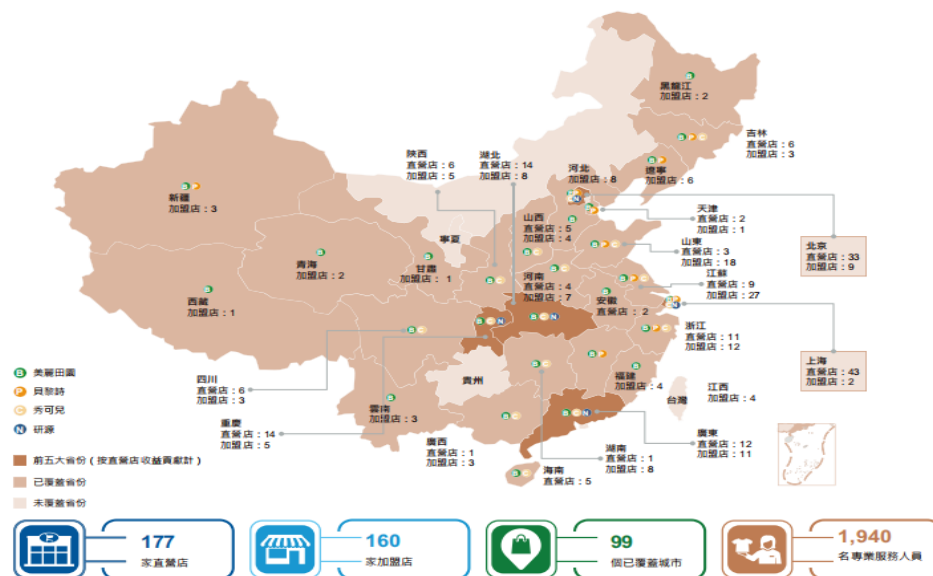 黑龍江
加盟店：2
吉林
直營店：6
加盟店：3
遼寧
加盟店：6
陝西
直營店：6
加盟店：5
湖北
直營店：14
加盟店：8
河北
加盟店：8
新疆
加盟店：3
天津
直營店：2
加盟店：1
山西
直營店：5
加盟店：4
寧夏
山東
直營店：3
加盟店：18
北京
直營店：33
加盟店：9
青海
加盟店：2
甘肅
加盟店：1
河南
直營店：4
加盟店：7
江蘇
直營店：9
加盟店：27
安徽
直營店：2
西藏
加盟店：1
浙江
直營店：11
加盟店：12
上海
直營店：43
加盟店：2
四川
直營店：6
加盟店：3
貴州
福建
加盟店：4
江西
加盟店：4
台灣
雲南
加盟店：3
重慶
直營店：14
加盟店：5
廣西
直營店：1
加盟店：3
海南
直營店：5
湖南
直營店：1
加盟店：8
廣東
直營店：12
加盟店：11
B 美麗田園
P 貝黎詩
C 秀可兒
N 研源
前五大省份（按直營店收益貢獻計）
已覆蓋省份
未覆蓋省份
177
家直營店
160
家加盟店
99
個已覆蓋城市
1,940
名專業服務人員